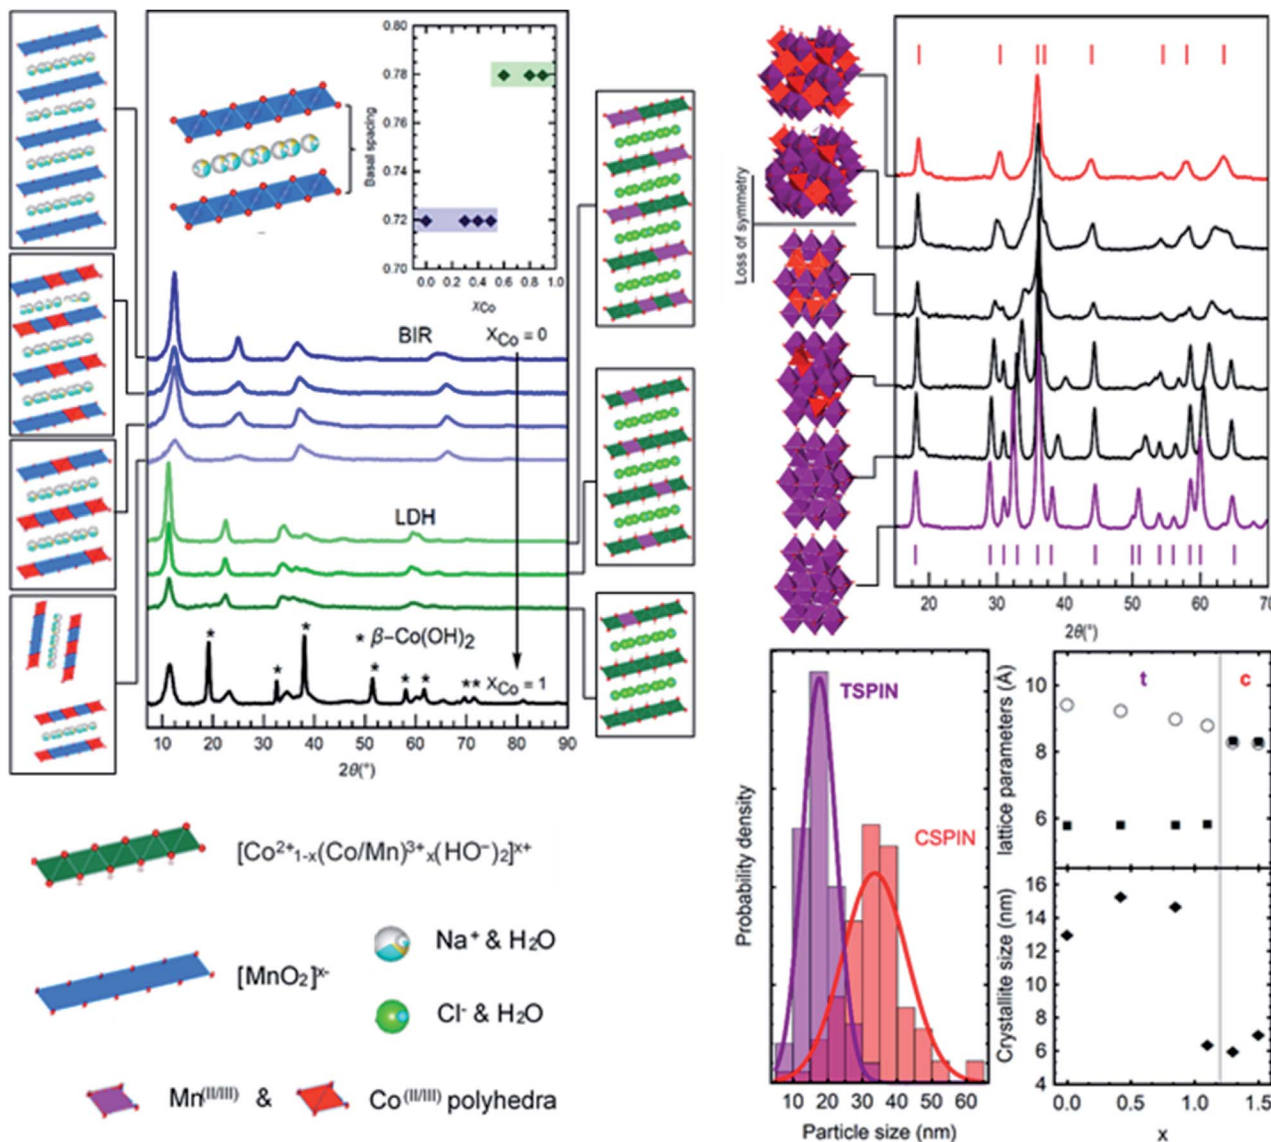 0.80
0.78
0.76
0.74
0.72
0.70
Basal spacing
0.0 0.2 0.4 0.6 0.8 1.0
XCo
BIR
XCo = 0
LDH
* β–Co(OH)2
XCo = 1
* * * * * * * **
10 20 30 40 50 60 70 80 90
2θ(°)
Loss of symmetry
20 30 40 50 60 70
2θ(°)
[Co2+1-x(Co/Mn)3+x(HO–)2]x+
[MnO2]x-
Na+ & H2O
Cl- & H2O
Mn(II/III) & Co(II/III) polyhedra
TSPIN
CSPIN
Probability density
10 20 30 40 50 60
Particle size (nm)
t c
10
8
6
lattice parameters (Å)
16
14
12
10
8
6
4
Crystallite size (nm)
0.0 0.5 1.0 1.5
x